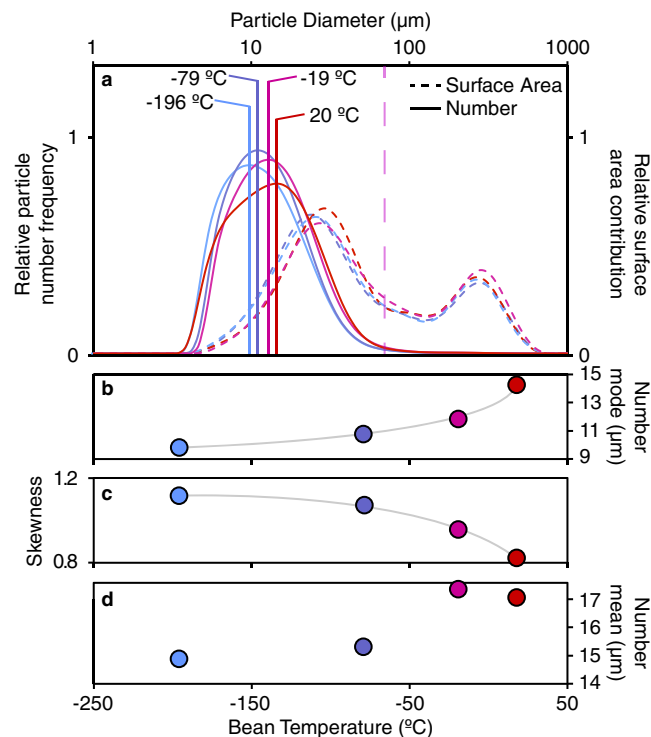 Particle Diameter (µm)
1 10 100 1000
a
-79 ºC
-19 ºC
-196 ºC
20 ºC
Surface Area
Number
1
0
1
0
Relative particle
number frequency
Relative surface
area contribution
b
15
13
11
9
Number
mode (µm)
c
1.2
0.8
Skewness
d
17
16
15
14
Number
mean (µm)
-250 -150 -50 50
Bean Temperature (ºC)